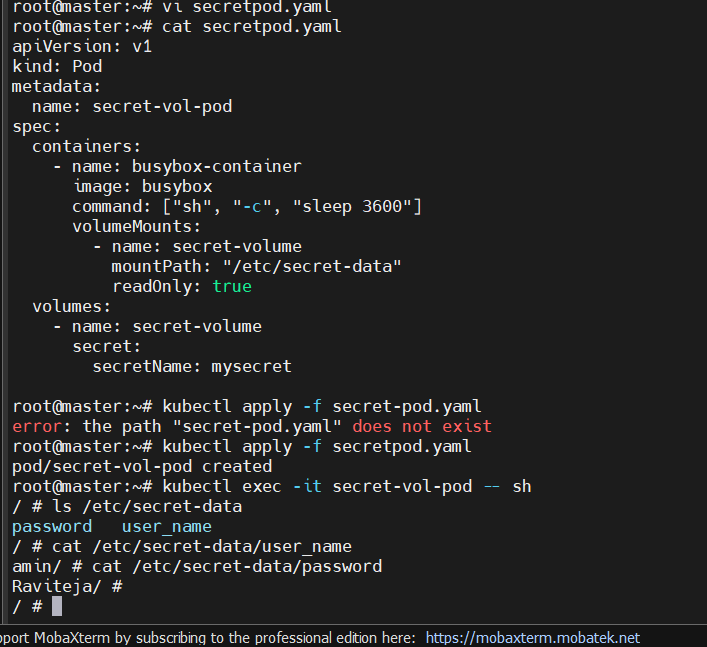 root@master:~# vi secretpod.yaml
root@master:~# cat secretpod.yaml
apiVersion: v1
kind: Pod
metadata:
  name: secret-vol-pod
spec:
  containers:
    - name: busybox-container
      image: busybox
      command: ["sh", "-c", "sleep 3600"]
      volumeMounts:
        - name: secret-volume
          mountPath: "/etc/secret-data"
          readOnly: true
  volumes:
    - name: secret-volume
      secret:
        secretName: mysecret
root@master:~# kubectl apply -f secret-pod.yaml
error: the path "secret-pod.yaml" does not exist
root@master:~# kubectl apply -f secretpod.yaml
pod/secret-vol-pod created
root@master:~# kubectl exec -it secret-vol-pod -- sh
/ # ls /etc/secret-data
password   user_name
/ # cat /etc/secret-data/user_name
amin/ # cat /etc/secret-data/password
Raviteja/ #
/ #
pport MobaXterm by subscribing to the professional edition here: https://mobaxterm.mobatek.net